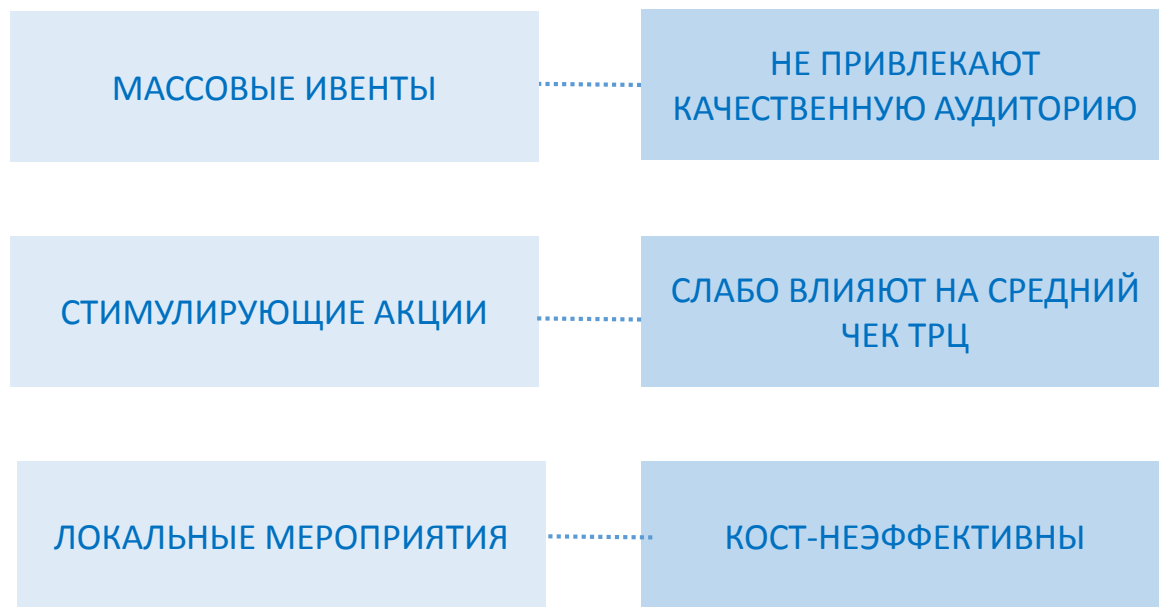 МАССОВЫЕ ИВЕНТЫ
НЕ ПРИВЛЕКАЮТ
КАЧЕСТВЕННУЮ АУДИТОРИЮ
СТИМУЛИРУЮЩИЕ АКЦИИ
СЛАБО ВЛИЯЮТ НА СРЕДНИЙ
ЧЕК ТРЦ
ЛОКАЛЬНЫЕ МЕРОПРИЯТИЯ
КОСТ-НЕЭФФЕКТИВНЫ